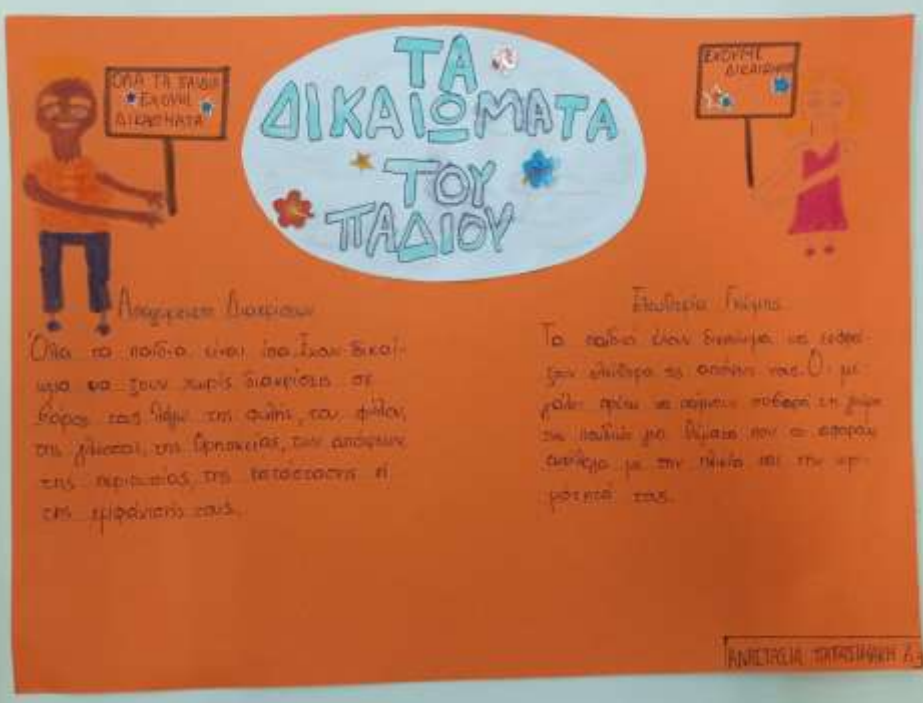 ΤΑ
ΔΙΚΑΙΩΜΑΤΑ
ΤΟΥ
ΠΑΔΙΟΥ
ΌΛΑ ΤΑ ΠΑΙΔΙΑ
ΕΧΟΥΜΕ
ΔΙΚΑΙΩΜΑΤΑ
ΕΧΟΥΜΕ
Απαγόρευση Διακρίσεων
Όλα τα παιδιά είναι ίσα. Έχουν δικαί-
ωμα να ζουν χωρίς διακρίσεις σε
βάρος τους λόγω της φυλής, του φύλου,
της γλώσσας, της θρησκείας, των απόψεων
της περιουσίας, της κατάστασης ή
της εμφάνισής τους.
Ελευθερία Γνώμης
Τα παιδιά έχουν δικαίωμα να εκφρά-
ζουν ελεύθερα τις απόψεις τους. Οι με-
γάλοι πρέπει να παίρνουν σοβαρά τη γνώμη
των παιδιών για θέματα που τα αφορούν
ανάλογα με την ηλικία και την ωρι-
μότητά τους.
ΑΝΑΣΤΑΣΙΑ